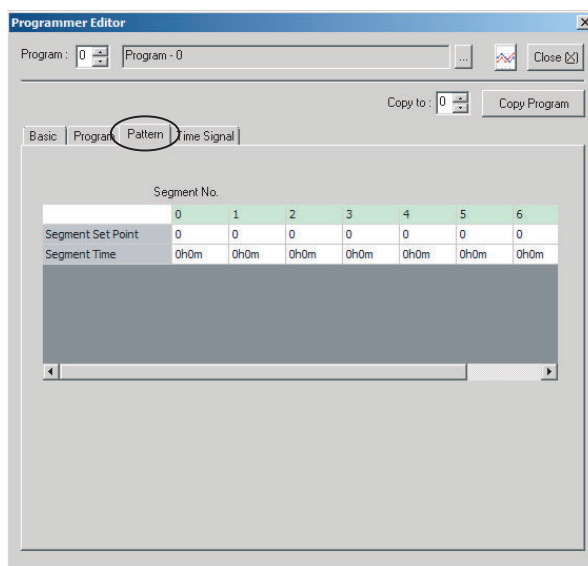 Programmer Editor
Program : 0 Program - 0 ... Close (X)
Copy to : 0 Copy Program
Basic Program Pattern Time Signal
Segment No.
0 1 2 3 4 5 6
Segment Set Point 0 0 0 0 0 0 0
Segment Time 0h0m 0h0m 0h0m 0h0m 0h0m 0h0m 0h0m